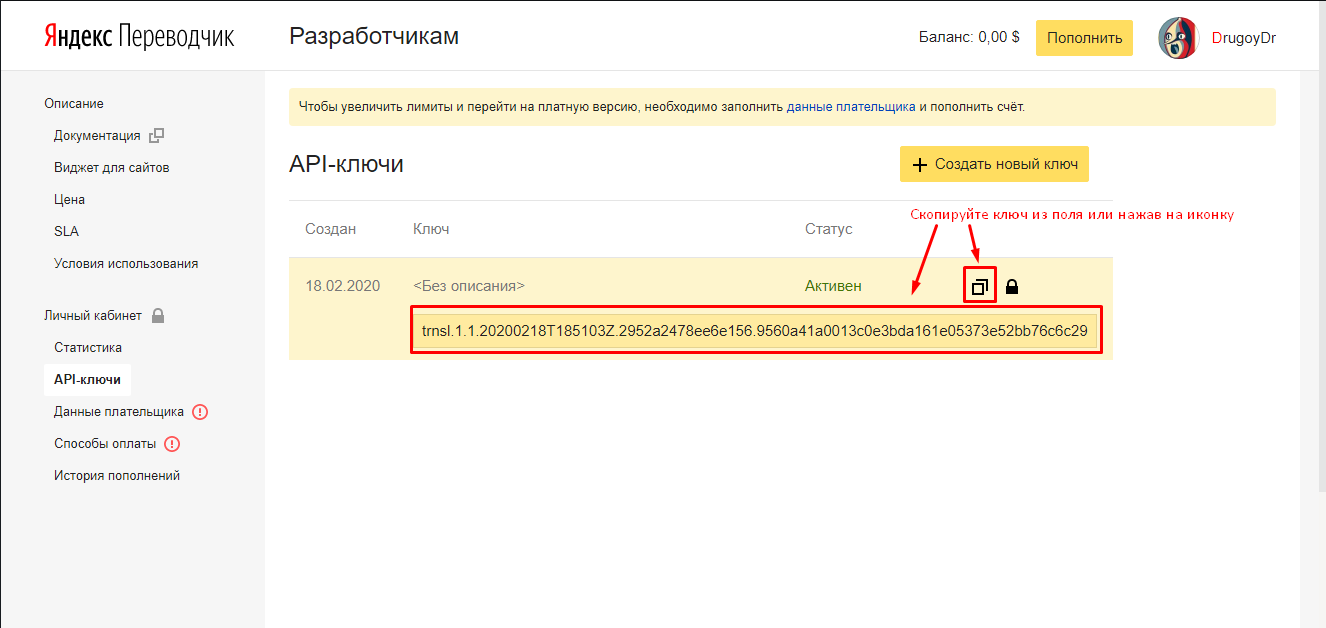 Яндекс Переводчик
Разработчикам
Баланс: 0,00 $
Пополнить
DrugoyDr
Описание
Документация
Виджет для сайтов
Цена
SLA
Условия использования
Личный кабинет
Статистика
API-ключи
Данные плательщика
Способы оплаты
История пополнений
Чтобы увеличить лимиты и перейти на платную версию, необходимо заполнить данные плательщика и пополнить счёт.
API-ключи
+ Создать новый ключ
Скопируйте ключ из поля или нажав на иконку
Создан Ключ Статус
18.02.2020 <Без описания> Активен
trnsl.1.1.20200218T185103Z.2952a2478ee6e156.9560a41a0013c0e3bda161e05373e52bb76c6c29